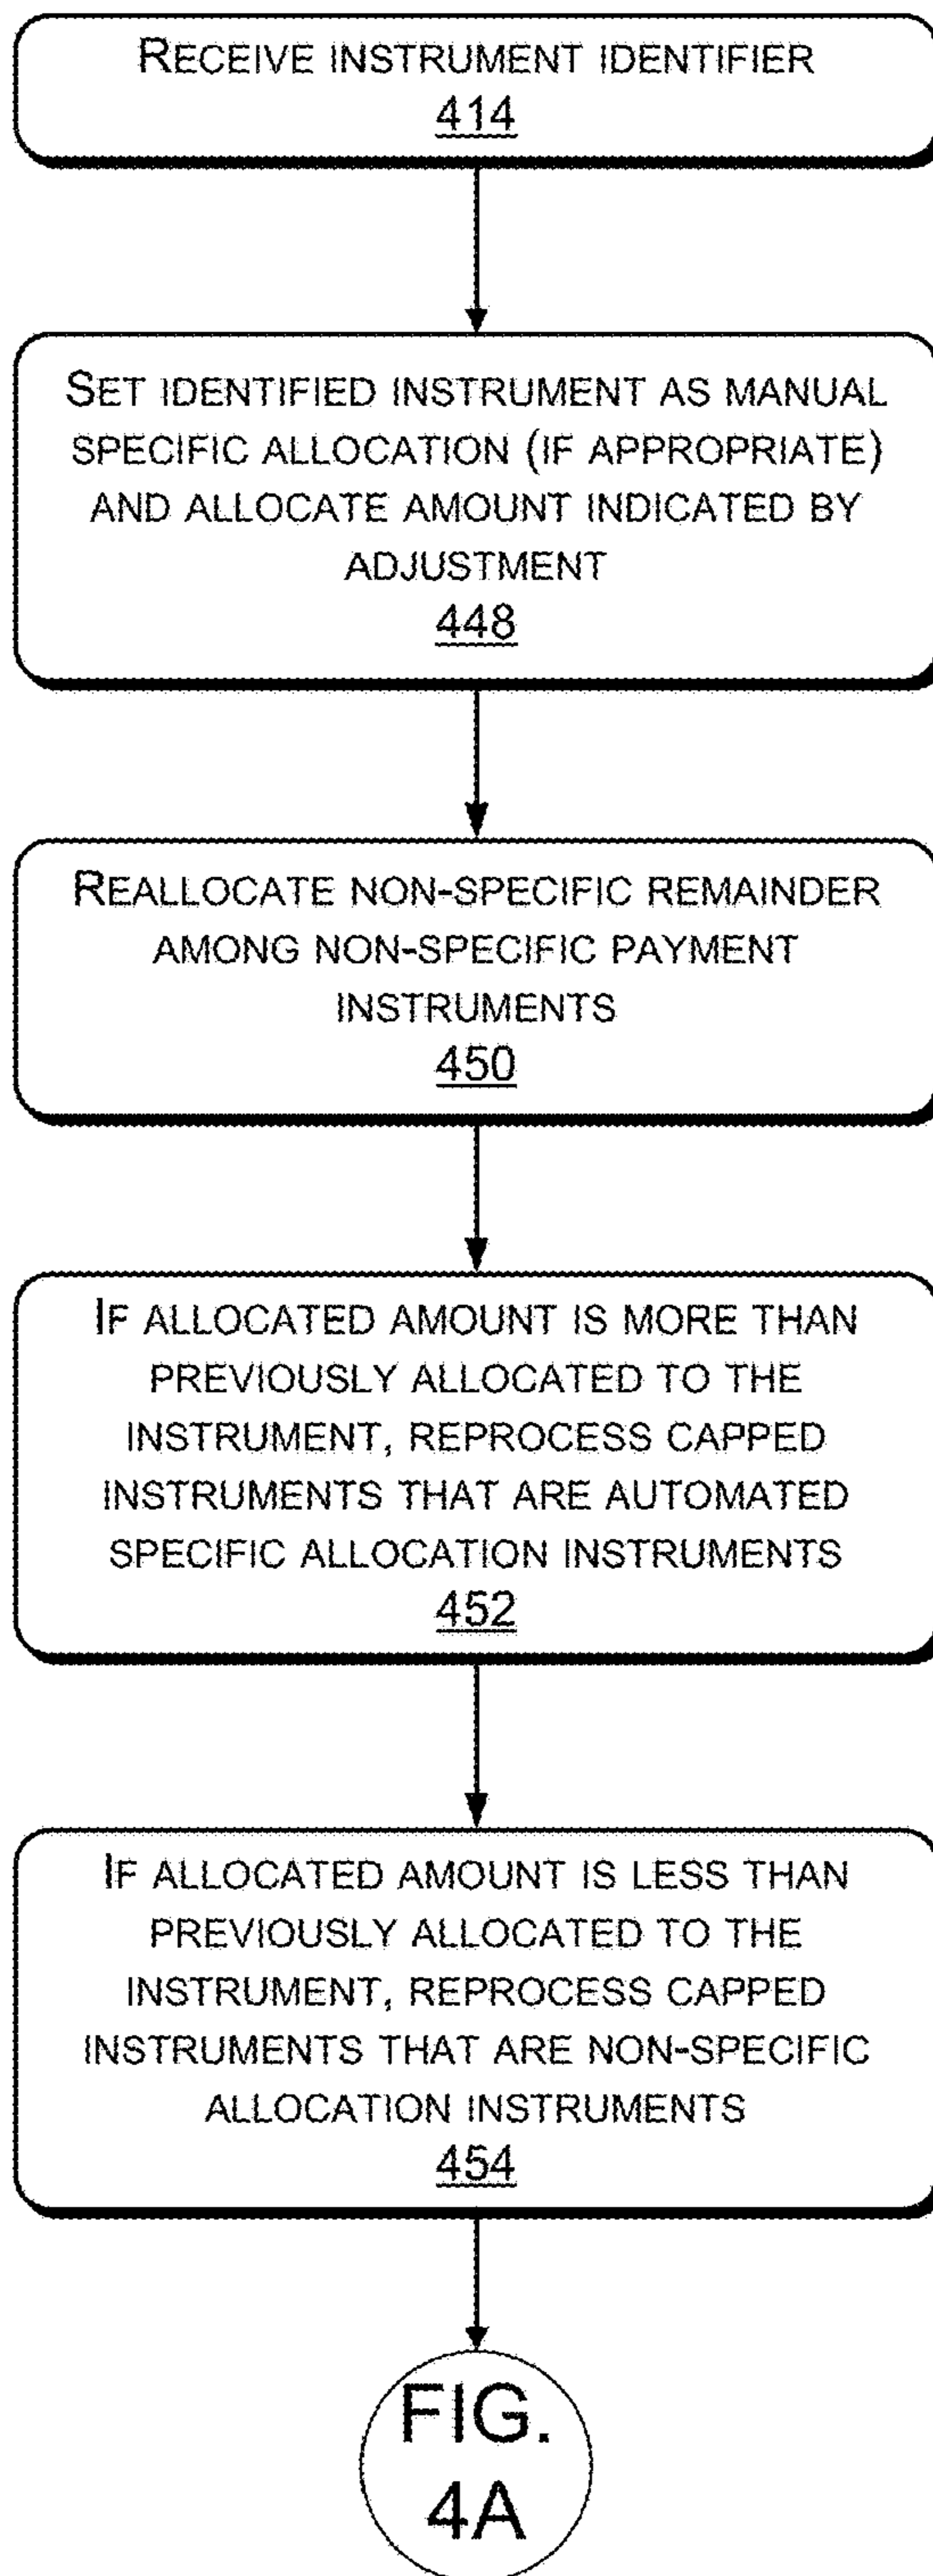 RECEIVE INSTRUMENT IDENTIFIER
414
SET IDENTIFIED INSTRUMENT AS MANUAL
SPECIFIC ALLOCATION (IF APPROPRIATE)
AND ALLOCATE AMOUNT INDICATED BY
ADJUSTMENT
448
REALLOCATE NON-SPECIFIC REMAINDER
AMONG NON-SPECIFIC PAYMENT
INSTRUMENTS
450
IF ALLOCATED AMOUNT IS MORE THAN
PREVIOUSLY ALLOCATED TO THE
INSTRUMENT, REPROCESS CAPPED
INSTRUMENTS THAT ARE AUTOMATED
SPECIFIC ALLOCATION INSTRUMENTS
452
IF ALLOCATED AMOUNT IS LESS THAN
PREVIOUSLY ALLOCATED TO THE
INSTRUMENT, REPROCESS CAPPED
INSTRUMENTS THAT ARE NON-SPECIFIC
ALLOCATION INSTRUMENTS
454
FIG.
4A